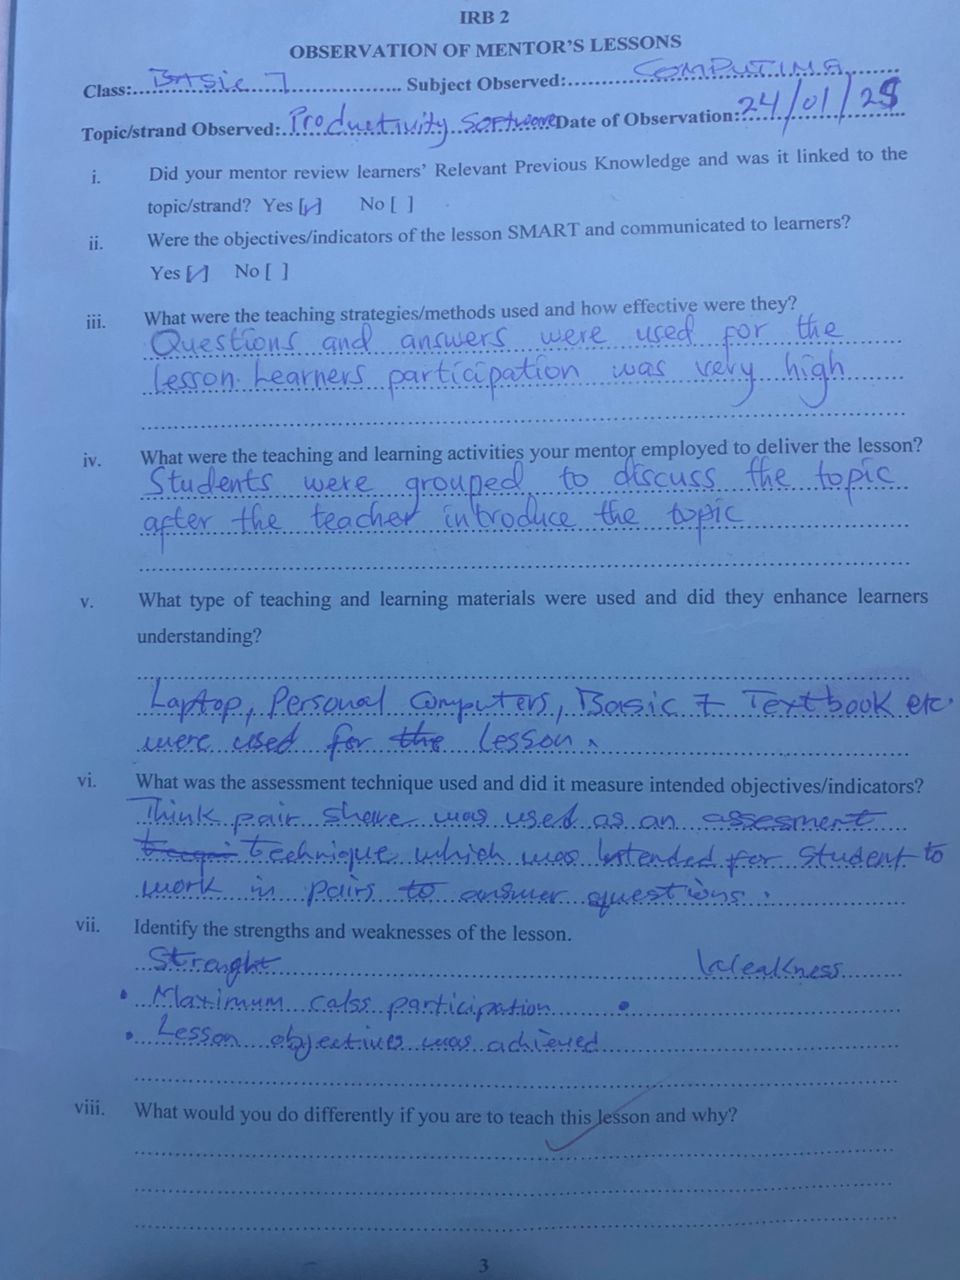 IRB 2
OBSERVATION OF MENTOR'S LESSONS
Class: Basic 7 Subject Observed: COMPUTING
Topic/strand Observed: Productivity Software Date of Observation: 24/01/25
i. Did your mentor review learners' Relevant Previous Knowledge and was it linked to the
topic/strand? Yes [✓] No [ ]
ii. Were the objectives/indicators of the lesson SMART and communicated to learners?
Yes [✓] No [ ]
iii. What were the teaching strategies/methods used and how effective were they?
Questions and answers were used for the
lesson. Learners participation was very high
iv. What were the teaching and learning activities your mentor employed to deliver the lesson?
Students were grouped to discuss the topic
after the teacher introduce the topic
v. What type of teaching and learning materials were used and did they enhance learners
understanding?
Laptop, Personal Computers, Basic 7 Textbook etc.
were used for the lesson.
vi. What was the assessment technique used and did it measure intended objectives/indicators?
Think pair share was used as an assesment
technique which was intended for student to
work in pairs to answer questions.
vii. Identify the strengths and weaknesses of the lesson.
Straught Weakness
• Maximum calss participation •
• Lesson objectives was achieved
viii. What would you do differently if you are to teach this lesson and why?
3